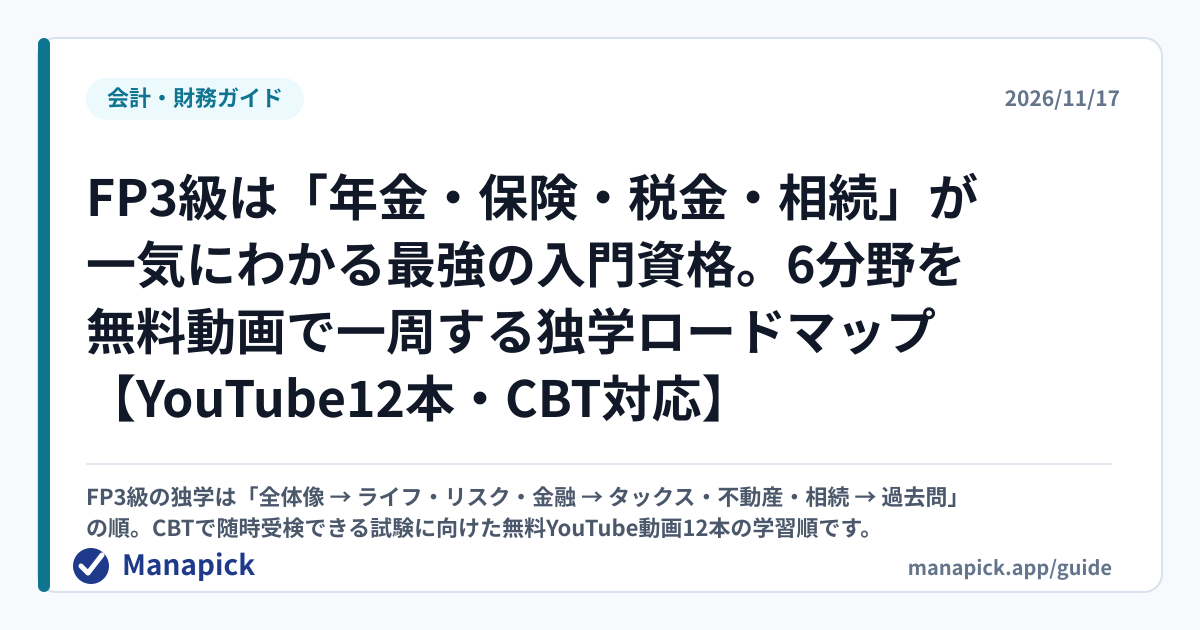 会計・財務ガイド
2026/11/17
FP3級は「年金・保険・税金・相続」が
一気にわかる最強の入門資格。6分野を
無料動画で一周する独学ロードマップ
【YouTube12本・CBT対応】
FP3級の独学は「全体像 → ライフ・リスク・金融 → タックス・不動産・相続 → 過去問」
の順。CBTで随時受検できる試験に向けた無料YouTube動画12本の学習順です。
Manapick
manapick.app/guide